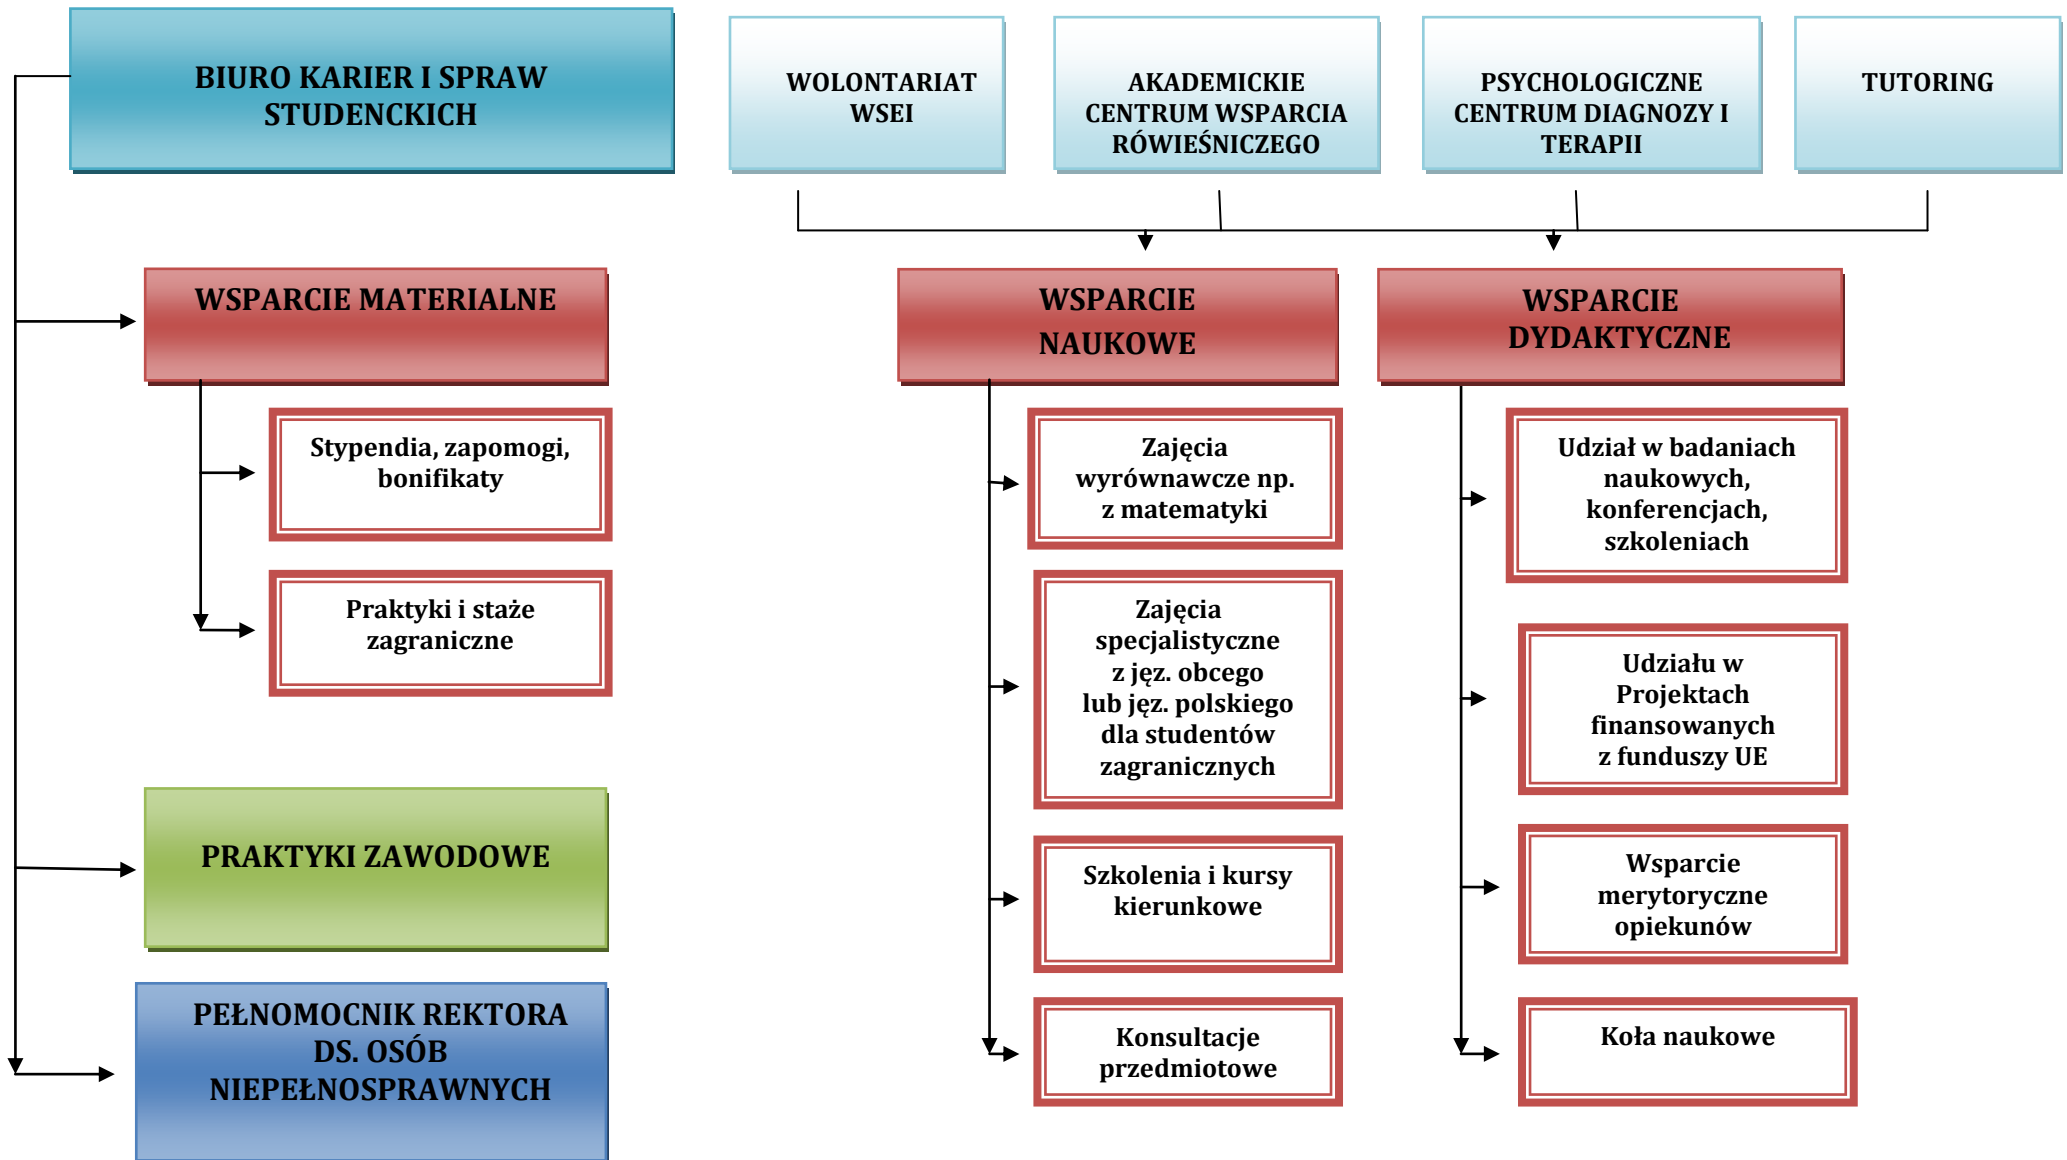 BIURO KARIER I SPRAW
STUDENCKICH
WOLONTARIAT
WSEI
AKADEMICKIE
CENTRUM WSPARCIA
RÓWIEŚNICZEGO
PSYCHOLOGICZNE
CENTRUM DIAGNOZY I
TERAPII
TUTORING
WSPARCIE MATERIALNE
Stypendia, zapomogi,
bonifikaty
Praktyki i staże
zagraniczne
PRAKTYKI ZAWODOWE
PEŁNOMOCNIK REKTORA
DS. OSÓB
NIEPEŁNOSPRAWNYCH
WSPARCIE
NAUKOWE
Zajęcia
wyrównawcze np.
z matematyki
Zajęcia
specjalistyczne
z jęz. obcego
lub jęz. polskiego
dla studentów
zagranicznych
Szkolenia i kursy
kierunkowe
Konsultacje
przedmiotowe
WSPARCIE
DYDAKTYCZNE
Udział w badaniach
naukowych,
konferencjach,
szkoleniach
Udziału w
Projektach
finansowanych
z funduszy UE
Wsparcie
merytoryczne
opiekunów
Koła naukowe